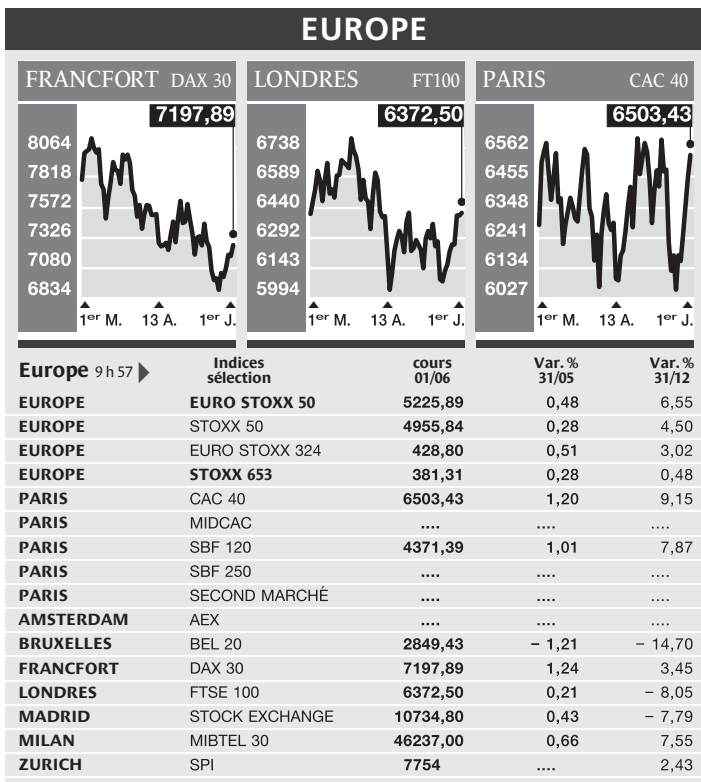 EUROPE
FRANCFORT DAX 30
7197,89
8064
7818
7572
7326
7080
6834
1er M. 13 A. 1er J.
LONDRES FT100
6372,50
6738
6589
6440
6292
6143
5994
1er M. 13 A. 1er J.
PARIS CAC 40
6503,43
6562
6455
6348
6241
6134
6027
1er M. 13 A. 1er J.
Europe 9 h 57 Indices sélection cours 01/06 Var. % 31/05 Var. % 31/12
EUROPE EURO STOXX 50 5225,89 0,48 6,55
EUROPE STOXX 50 4955,84 0,28 4,50
EUROPE EURO STOXX 324 428,80 0,51 3,02
EUROPE STOXX 653 381,31 0,28 0,48
PARIS CAC 40 6503,43 1,20 9,15
PARIS MIDCAC .... .... ....
PARIS SBF 120 4371,39 1,01 7,87
PARIS SBF 250 .... .... ....
PARIS SECOND MARCHÉ .... .... ....
AMSTERDAM AEX .... .... ....
BRUXELLES BEL 20 2849,43 – 1,21 – 14,70
FRANCFORT DAX 30 7197,89 1,24 3,45
LONDRES FTSE 100 6372,50 0,21 – 8,05
MADRID STOCK EXCHANGE 10734,80 0,43 – 7,79
MILAN MIBTEL 30 46237,00 0,66 7,55
ZURICH SPI 7754 .... 2,43